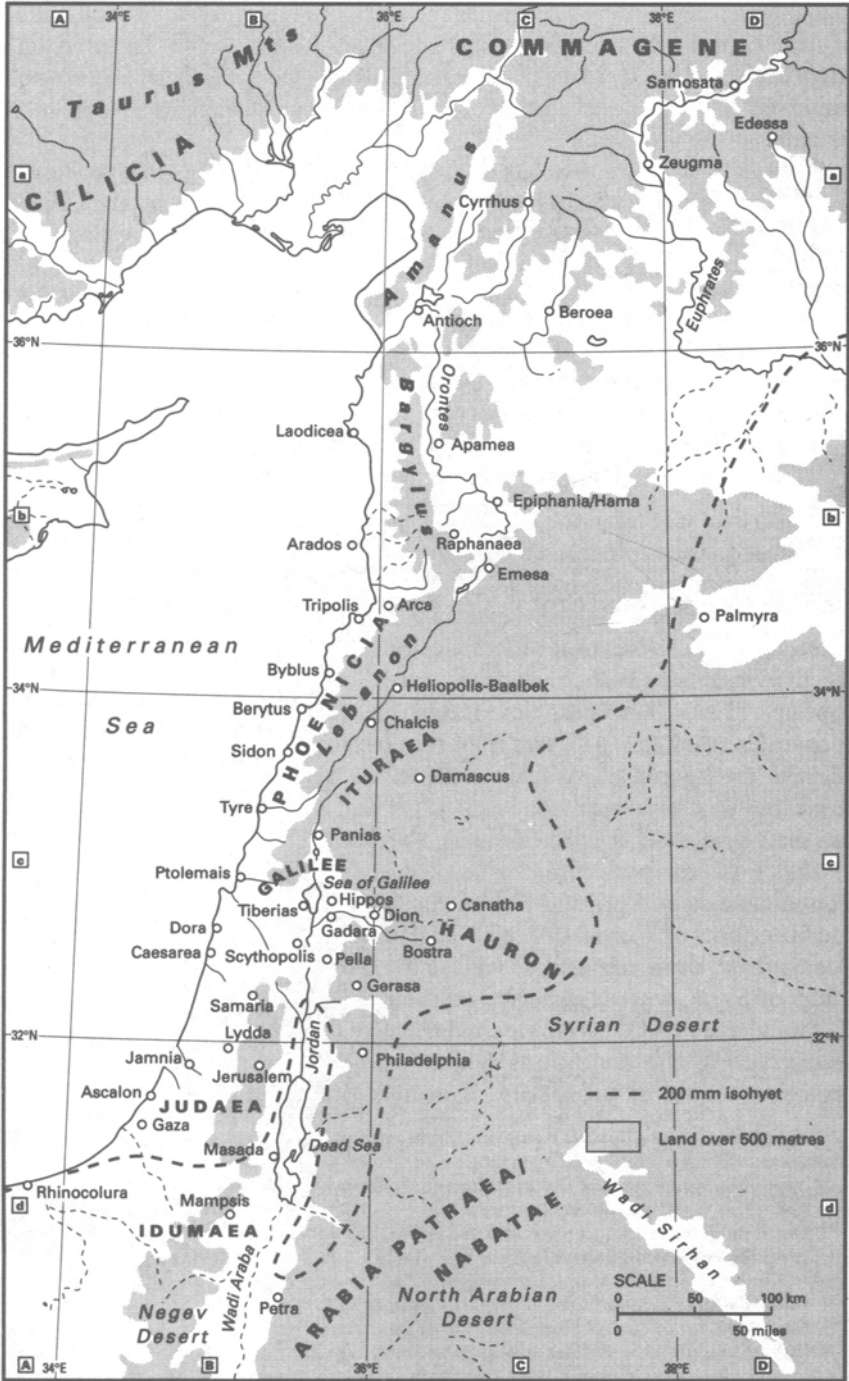 A
34°E
B
36°E
C
38°E
D
COMMAGENE
Taurus Mts
Samosata
Edessa
CILICIA
Zeugma
a
a
Cyrrhus
Amanus
Euphrates
Antioch
Beroea
36°N
36°N
Bargylus
Orontes
Laodicea
Apamea
Epiphania/Hama
b
b
Arados
Raphanaea
Emesa
Tripolis
Arca
Palmyra
Mediterranean
Sea
Byblus
PHOENICIA
Lebanon
34°N
34°N
Heliopolis-Baalbek
Berytus
Chalcis
Sidon
ITURAEA
Damascus
Tyre
Panias
c
c
Ptolemais
GALILEE
Sea of Galilee
Hippos
Tiberias
Dion
Canatha
Gadara
Dora
HAURON
Caesarea
Scythopolis
Bostra
Pella
Gerasa
Samaria
32°N
32°N
Syrian Desert
Lydda
Jordan
Jamnia
Philadelphia
Jerusalem
Ascalon
JUDAEA
200 mm isohyet
Gaza
Dead Sea
Land over 500 metres
Masada
Rhinocolura
d
d
Mampsis
IDUMAEA
Wadi Araba
ARABIA PATRAEA/
NABATAE
Wadi Sirhan
Petra
Negev
Desert
North Arabian
Desert
SCALE
0 50 100 km
0 50 miles
A
34°E
B
36°E
C
38°E
D